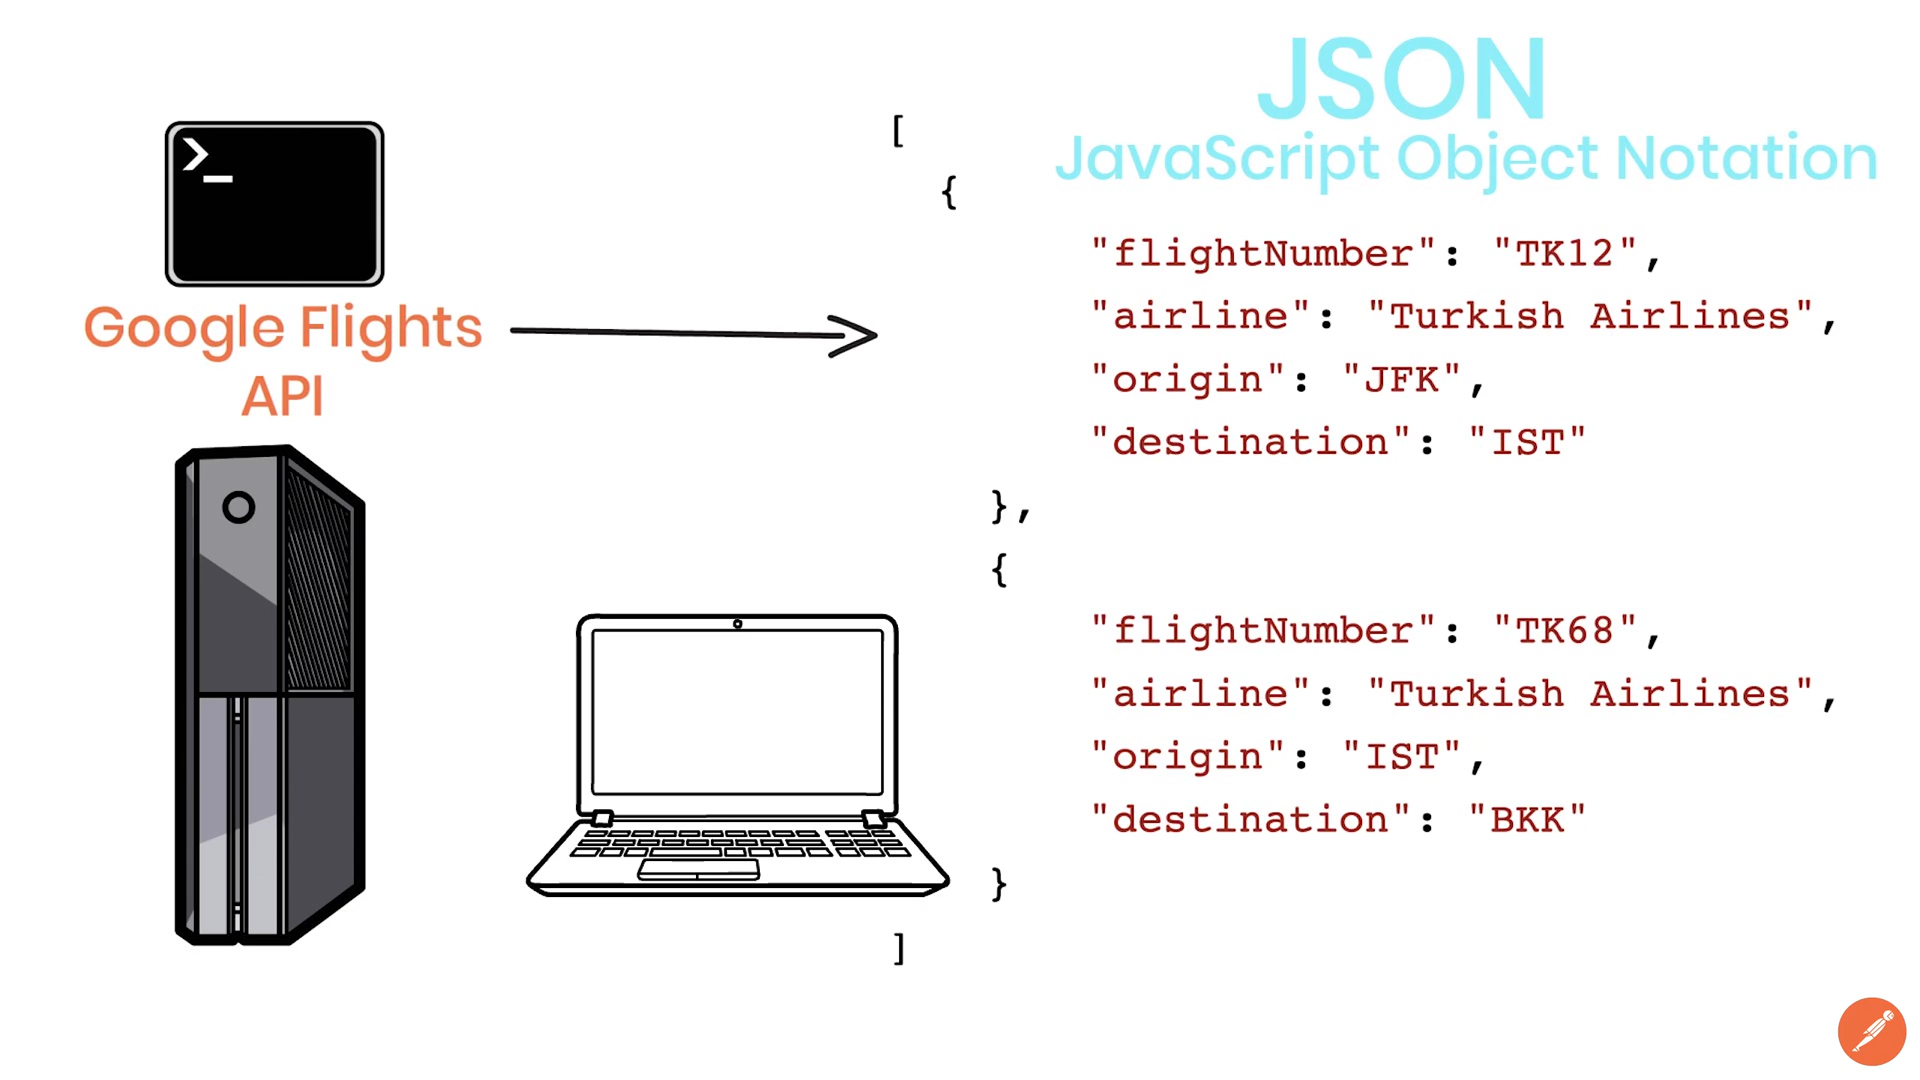 JSON
JavaScript Object Notation
>_
Google Flights
API
[
{
"flightNumber": "TK12",
"airline": "Turkish Airlines",
"origin": "JFK",
"destination": "IST"
},
{
"flightNumber": "TK68",
"airline": "Turkish Airlines",
"origin": "IST",
"destination": "BKK"
}
]